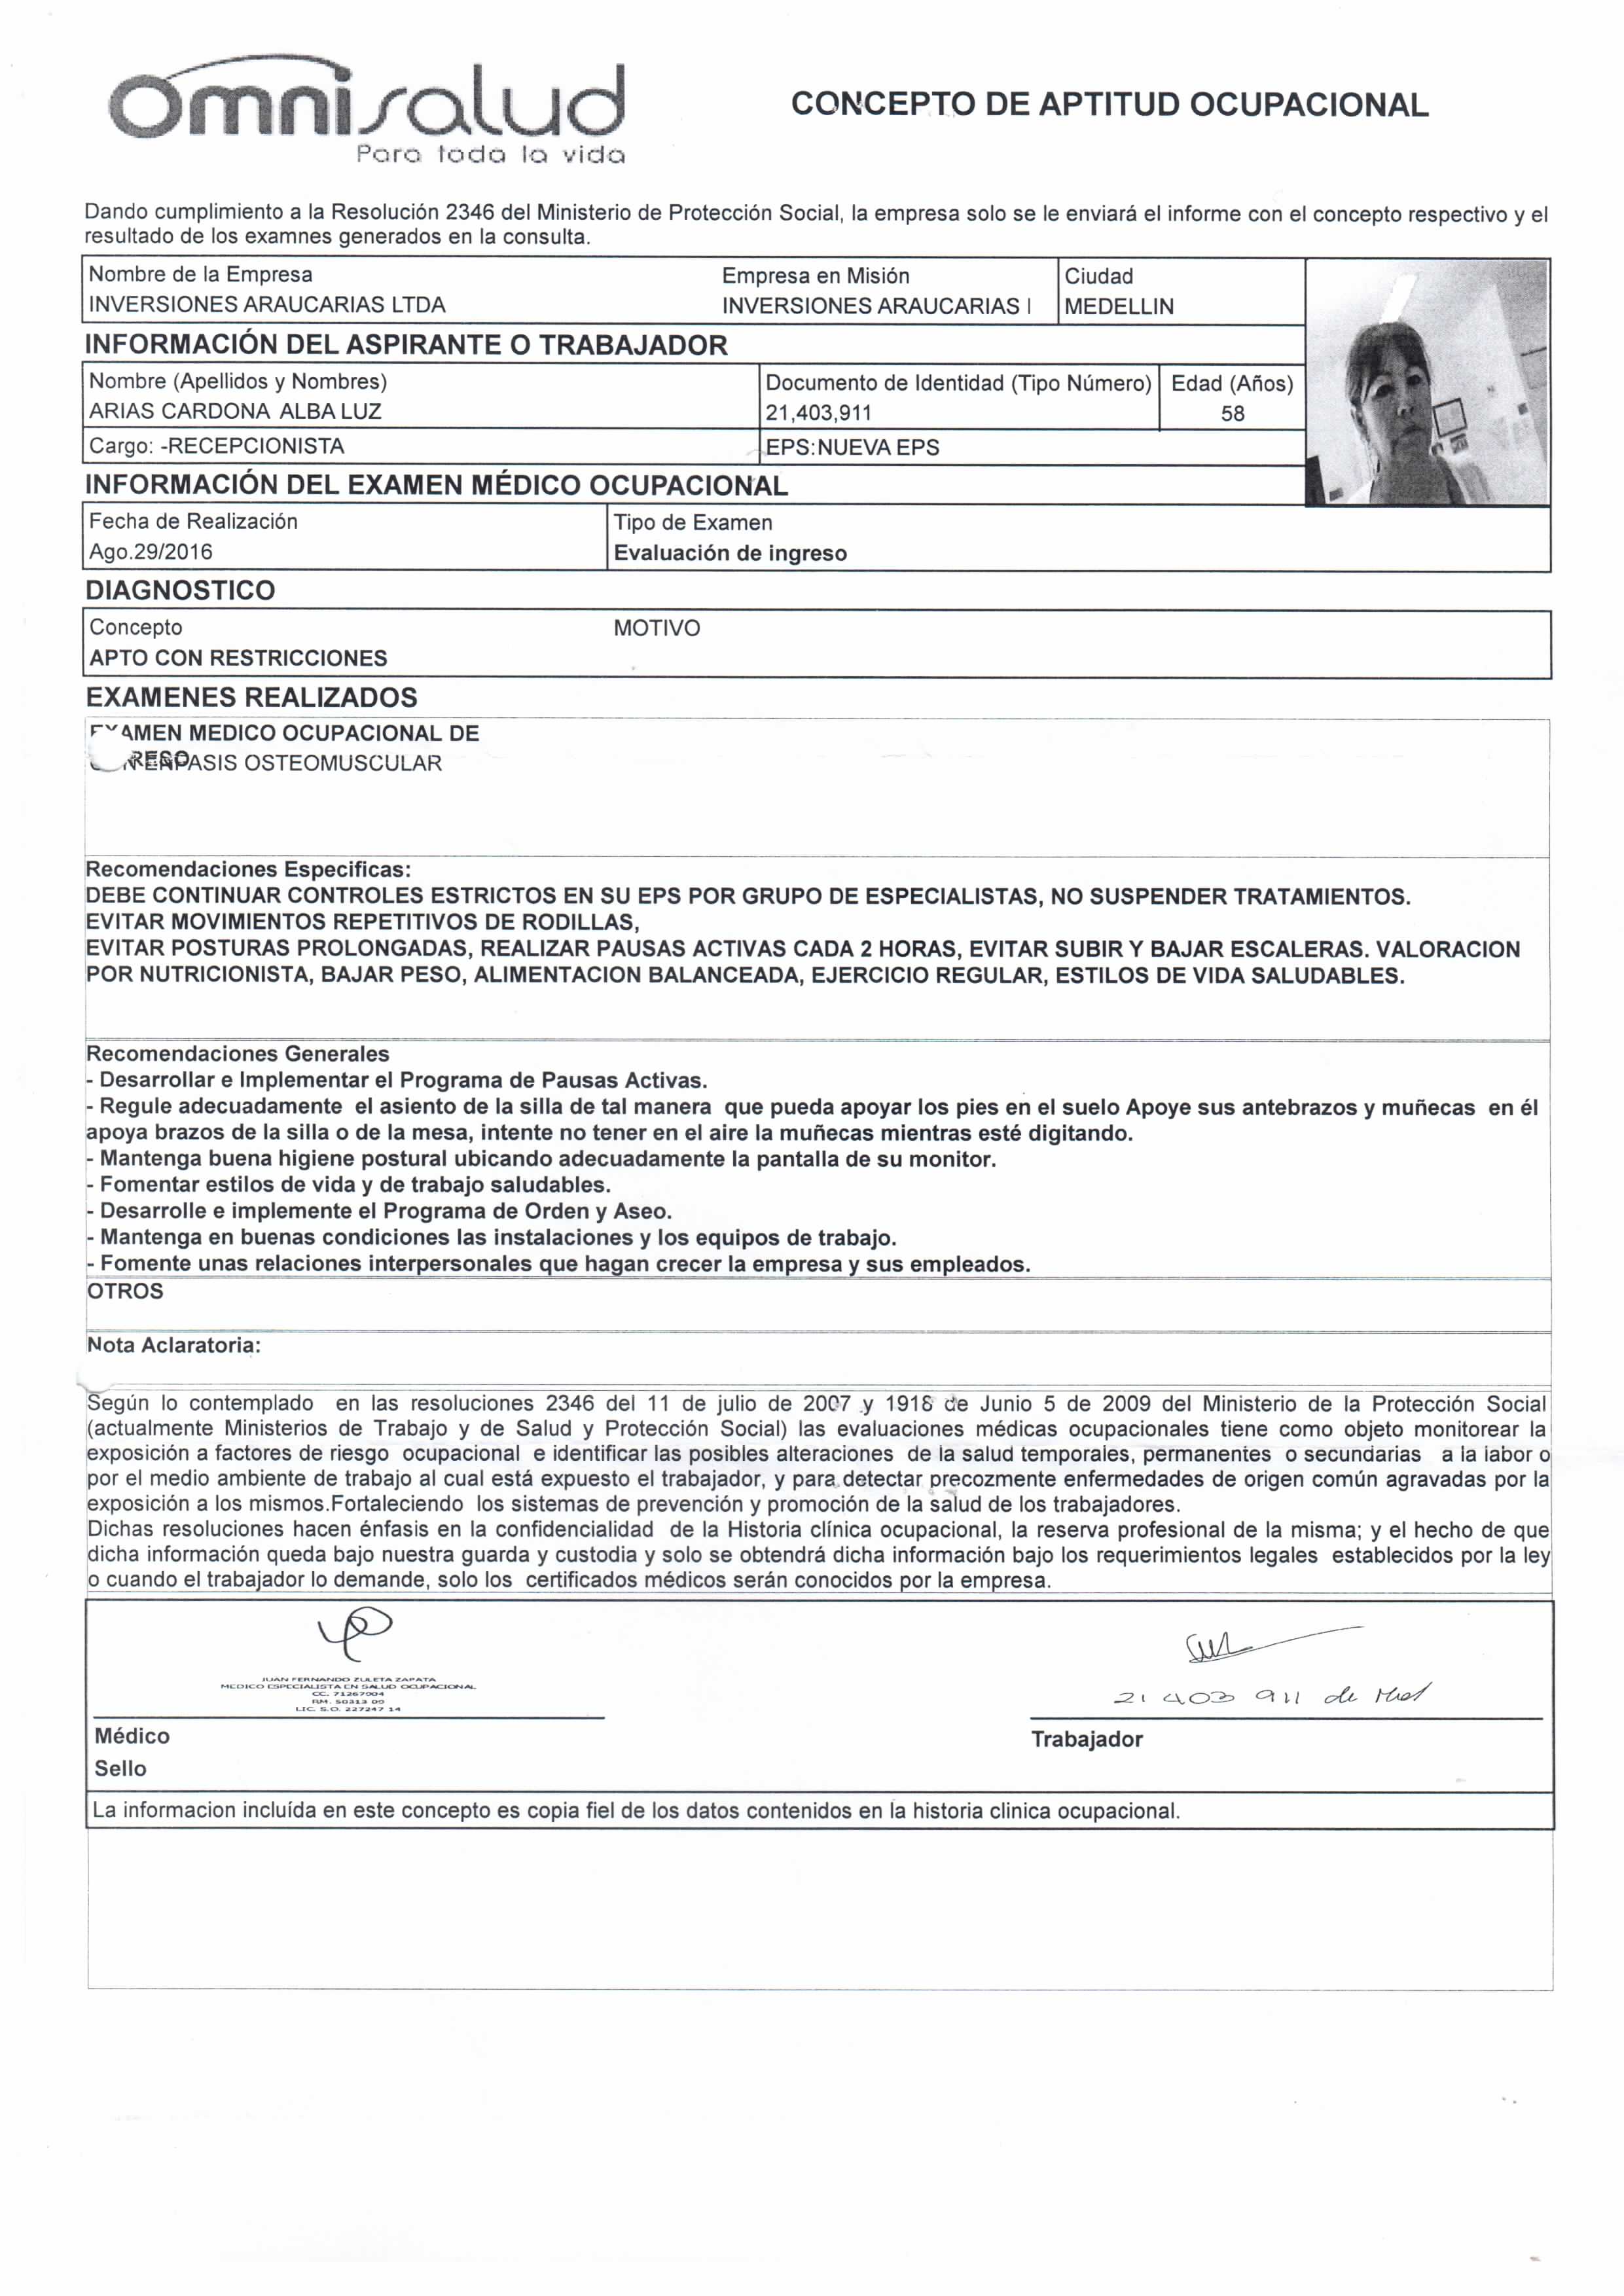 omnisalud
Para toda la vida
CONCEPTO DE APTITUD OCUPACIONAL
Dando cumplimiento a la Resolución 2346 del Ministerio de Protección Social, la empresa solo se le enviará el informe con el concepto respectivo y el
resultado de los examnes generados en la consulta.
Nombre de la Empresa Empresa en Misión Ciudad
INVERSIONES ARAUCARIAS LTDA INVERSIONES ARAUCARIAS MEDELLIN
INFORMACIÓN DEL ASPIRANTE O TRABAJADOR
Nombre (Apellidos y Nombres) Documento de Identidad (Tipo Número) Edad (Años)
ARIAS CARDONA ALBA LUZ 21,403,911 58
Cargo: -RECEPCIONISTA EPS:NUEVA EPS
INFORMACIÓN DEL EXAMEN MÉDICO OCUPACIONAL
Fecha de Realización Tipo de Examen
Ago.29/2016 Evaluación de ingreso
DIAGNOSTICO
Concepto MOTIVO
APTO CON RESTRICCIONES
EXAMENES REALIZADOS
EXAMEN MEDICO OCUPACIONAL DE
OSTEOMUSCULAR
Recomendaciones Especificas:
DEBE CONTINUAR CONTROLES ESTRICTOS EN SU EPS POR GRUPO DE ESPECIALISTAS, NO SUSPENDER TRATAMIENTOS.
EVITAR MOVIMIENTOS REPETITIVOS DE RODILLAS,
EVITAR POSTURAS PROLONGADAS, REALIZAR PAUSAS ACTIVAS CADA 2 HORAS, EVITAR SUBIR Y BAJAR ESCALERAS. VALORACION
POR NUTRICIONISTA, BAJAR PESO, ALIMENTACION BALANCEADA, EJERCICIO REGULAR, ESTILOS DE VIDA SALUDABLES.
Recomendaciones Generales
- Desarrollar e Implementar el Programa de Pausas Activas.
- Regule adecuadamente el asiento de la silla de tal manera que pueda apoyar los pies en el suelo Apoye sus antebrazos y muñecas en él
apoya brazos de la silla o de la mesa, intente no tener en el aire la muñecas mientras esté digitando.
- Mantenga buena higiene postural ubicando adecuadamente la pantalla de su monitor.
- Fomentar estilos de vida y de trabajo saludables.
- Desarrolle e implemente el Programa de Orden y Aseo.
- Mantenga en buenas condiciones las instalaciones y los equipos de trabajo.
- Fomente unas relaciones interpersonales que hagan crecer la empresa y sus empleados.
OTROS
Nota Aclaratoria:
Según lo contemplado en las resoluciones 2346 del 11 de julio de 2007 y 1918 de Junio 5 de 2009 del Ministerio de la Protección Social
(actualmente Ministerios de Trabajo y de Salud y Protección Social) las evaluaciones médicas ocupacionales tiene como objeto monitorear la
exposición a factores de riesgo ocupacional e identificar las posibles alteraciones de la salud temporales, permanentes o secundarias a la labor o
por el medio ambiente de trabajo al cual está expuesto el trabajador, y para detectar precozmente enfermedades de origen común agravadas por la
exposición a los mismos.Fortaleciendo los sistemas de prevención y promoción de la salud de los trabajadores.
Dichas resoluciones hacen énfasis en la confidencialidad de la Historia clínica ocupacional, la reserva profesional de la misma; y el hecho de que
dicha información queda bajo nuestra guarda y custodia y solo se obtendrá dicha información bajo los requerimientos legales establecidos por la ley
o cuando el trabajador lo demande, solo los certificados médicos serán conocidos por la empresa.
JUAN FERNANDO ZULETA ZAPATA
MEDICO ESPECIALISTA EN SALUD OCUPACIONAL
CC. 71267004
RM. 50313 09
LIC. S.O. 227247 14
21 403 911 de Med
Médico Trabajador
Sello
La informacion incluída en este concepto es copia fiel de los datos contenidos en la historia clinica ocupacional.